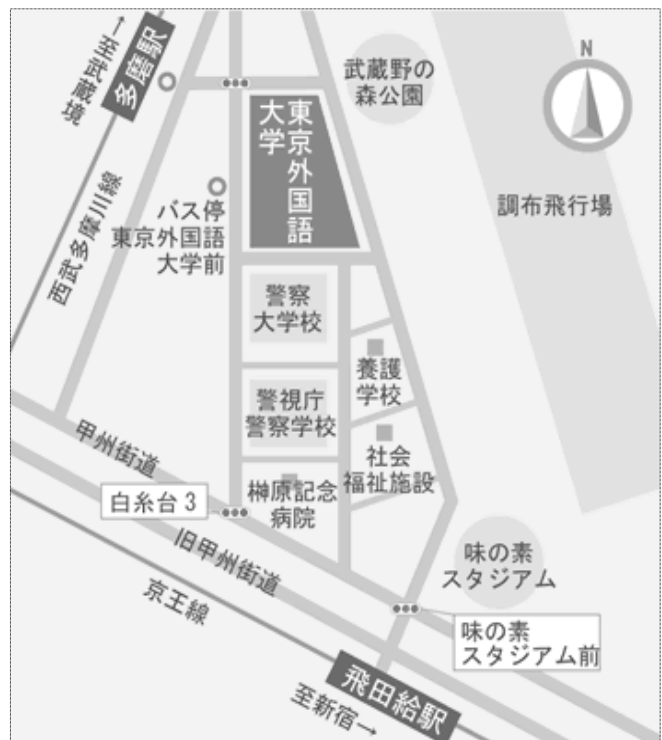 ←至武蔵境
多磨駅
西武多摩川線
武蔵野の
森公園
N
東京外国語
大学
調布飛行場
バス停
東京外国語
大学前
警察
大学校
養護
学校
警視庁
警察学校
社会
福祉施設
甲州街道
白糸台3
榊原記念
病院
旧甲州街道
味の素
スタジアム
京王線
味の素
スタジアム前
飛田給駅
至新宿→